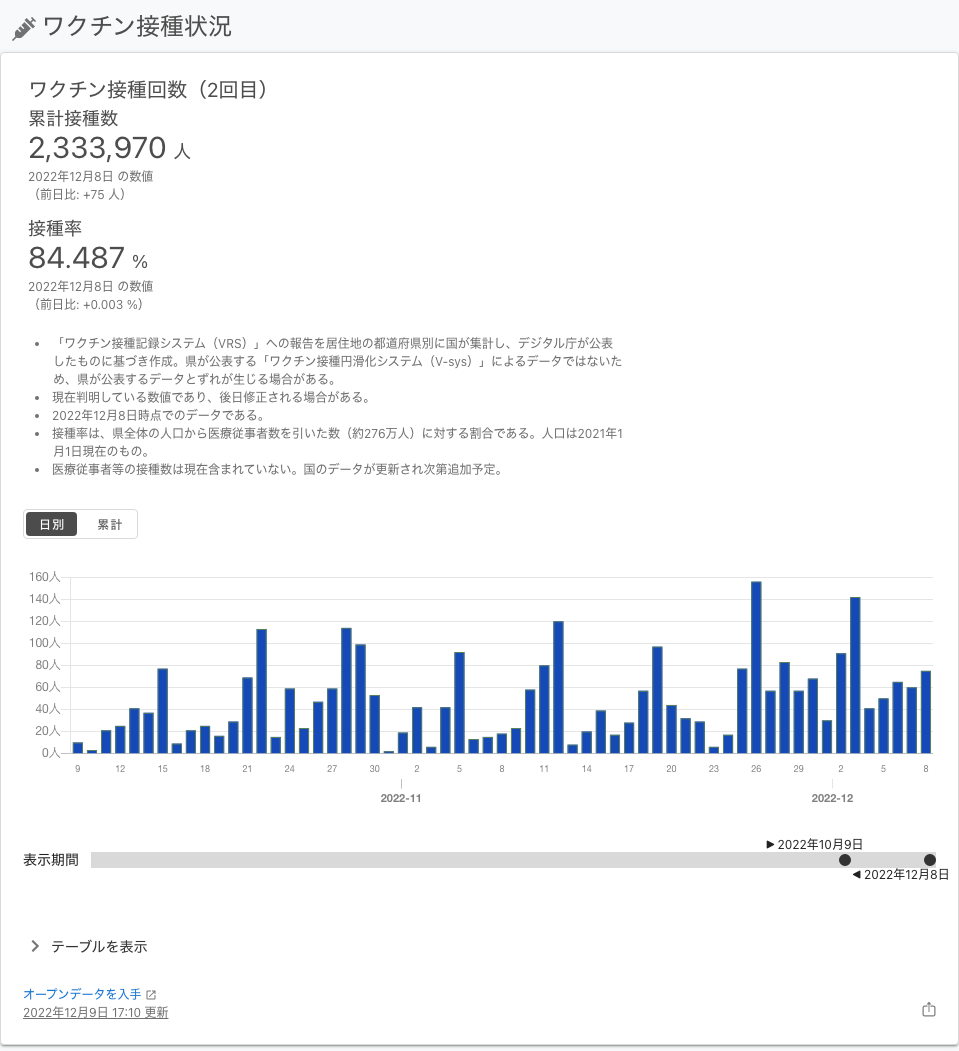 ワクチン接種状況
ワクチン接種回数（2回目）
累計接種数
2,333,970 人
2022年12月8日 の数値
（前日比: +75 人）
接種率
84.487 %
2022年12月8日 の数値
（前日比: +0.003 %）
• 「ワクチン接種記録システム（VRS）」への報告を居住地の都道府県別に国が集計し、デジタル庁が公表
したものに基づき作成。県が公表する「ワクチン接種円滑化システム（V-sys）」によるデータではないた
め、県が公表するデータとずれが生じる場合がある。
• 現在判明している数値であり、後日修正される場合がある。
• 2022年12月8日時点でのデータである。
• 接種率は、県全体の人口から医療従事者数を引いた数（約276万人）に対する割合である。人口は2021年1
月1日現在のもの。
• 医療従事者等の接種数は現在含まれていない。国のデータが更新され次第追加予定。
日別 累計
160人
140人
120人
100人
80人
60人
40人
20人
0人
9 12 15 18 21 24 27 30 2 5 8 11 14 17 20 23 26 29 2 5 8
2022-11 2022-12
▶ 2022年10月9日
表示期間
◀ 2022年12月8日
テーブルを表示
オープンデータを入手
2022年12月9日 17:10 更新